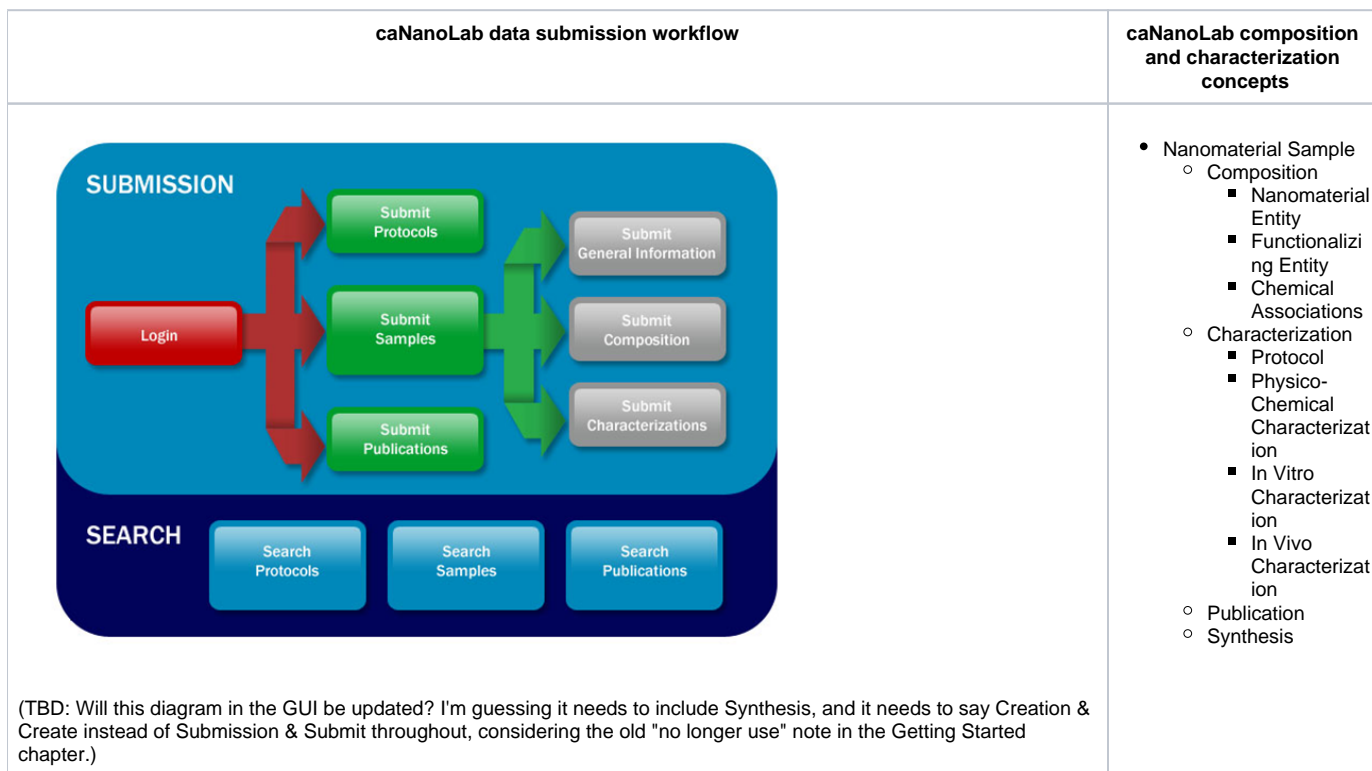 caNanoLab data submission workflow
caNanoLab composition
and characterization
concepts
SUBMISSION
Submit
Protocols
Submit
General Information
Login
Submit
Samples
Submit
Composition
Submit
Publications
Submit
Characterizations
SEARCH
Search
Protocols
Search
Samples
Search
Publications
(TBD: Will this diagram in the GUI be updated? I'm guessing it needs to include Synthesis, and it needs to say Creation &
Create instead of Submission & Submit throughout, considering the old "no longer use" note in the Getting Started
chapter.)
Nanomaterial Sample
Composition
Nanomaterial
Entity
Functionalizi
ng Entity
Chemical
Associations
Characterization
Protocol
Physico-
Chemical
Characterizat
ion
In Vitro
Characterizat
ion
In Vivo
Characterizat
ion
Publication
Synthesis